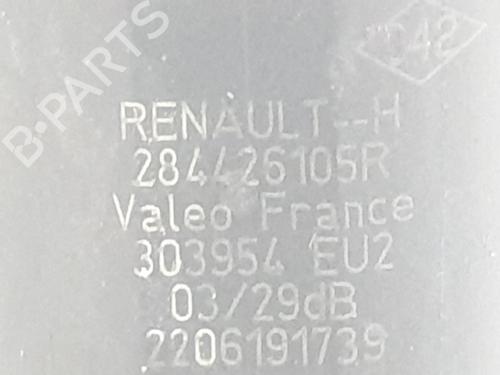 B-PARTS
042
RENAULT--H
284426105R
Valeo France
303954 EU2
03/29dB
2206191739